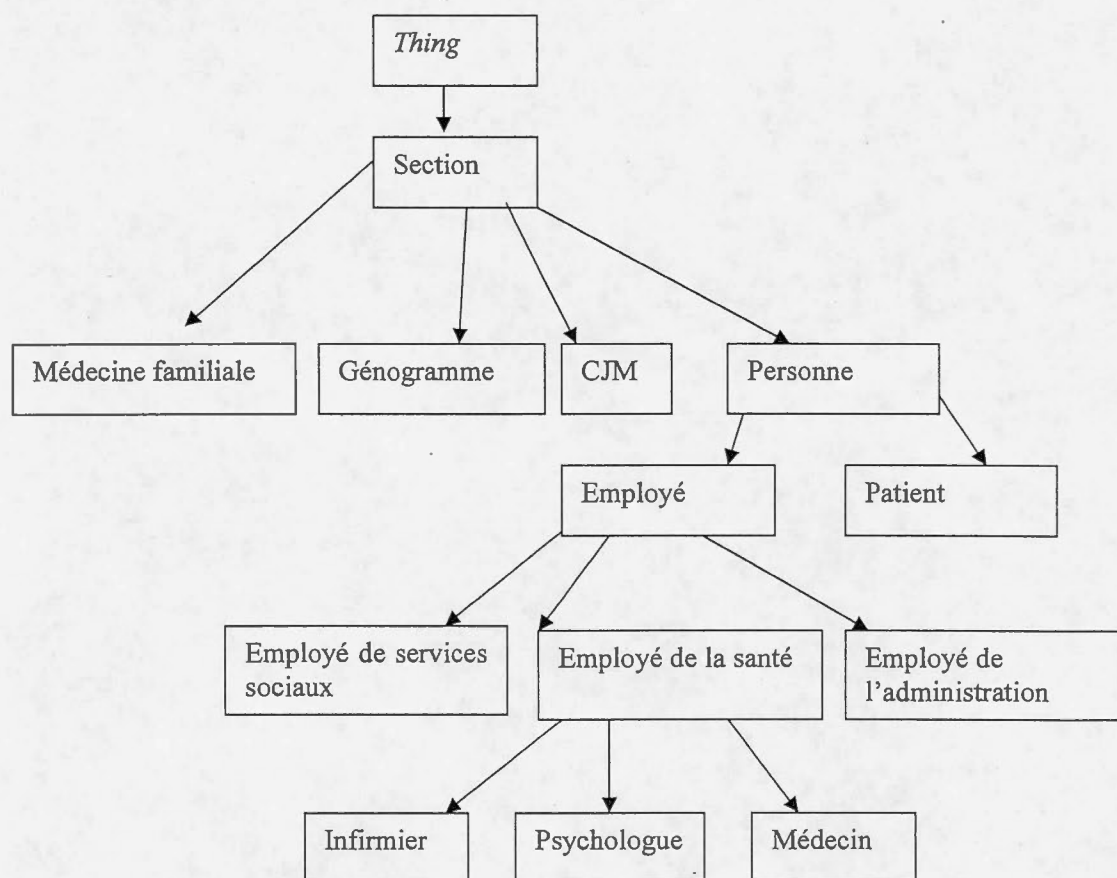 Thing
Section
Médecine familiale
Génogramme
CJM
Personne
Employé
Patient
Employé de services
sociaux
Employé de la santé
Employé de
l'administration
Infirmier
Psychologue
Médecin